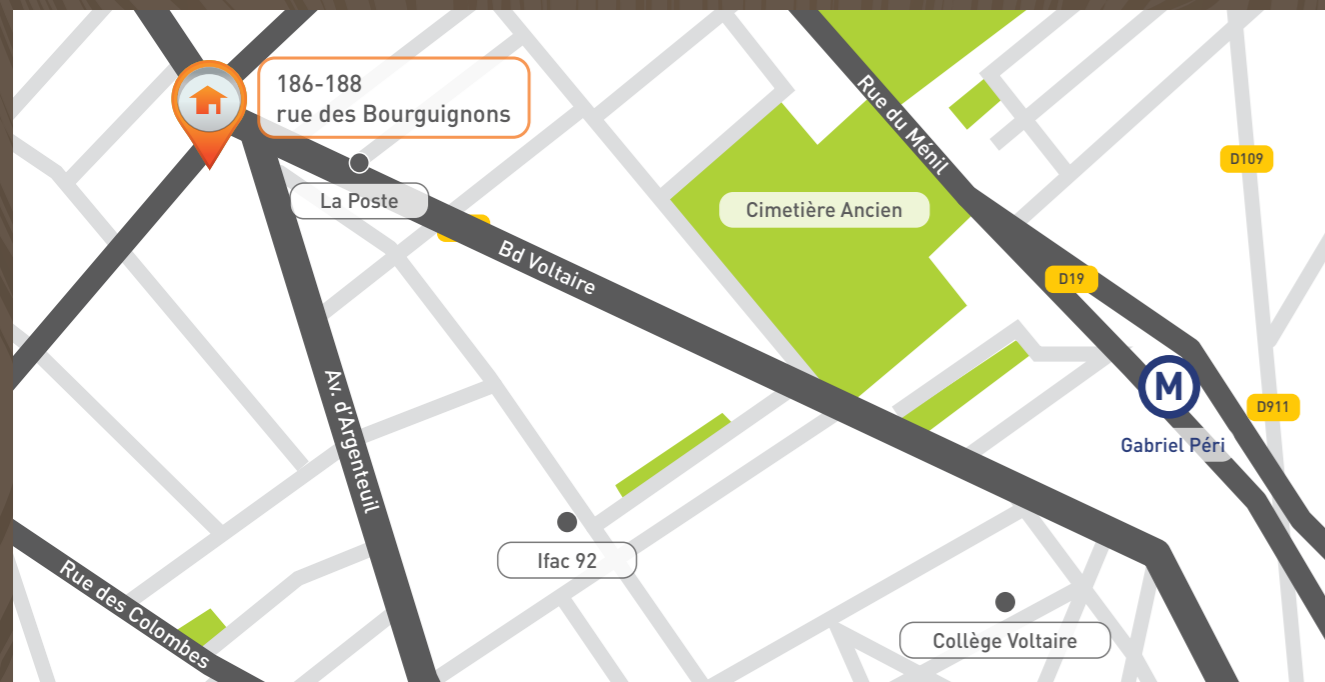 186-188
rue des Bourguignons
La Poste
Bd Voltaire
Rue du Ménil
Cimetière Ancien
D109
D19
M
Gabriel Péri
D911
Av. d'Argenteuil
Ifac 92
Rue des Colombes
Collège Voltaire